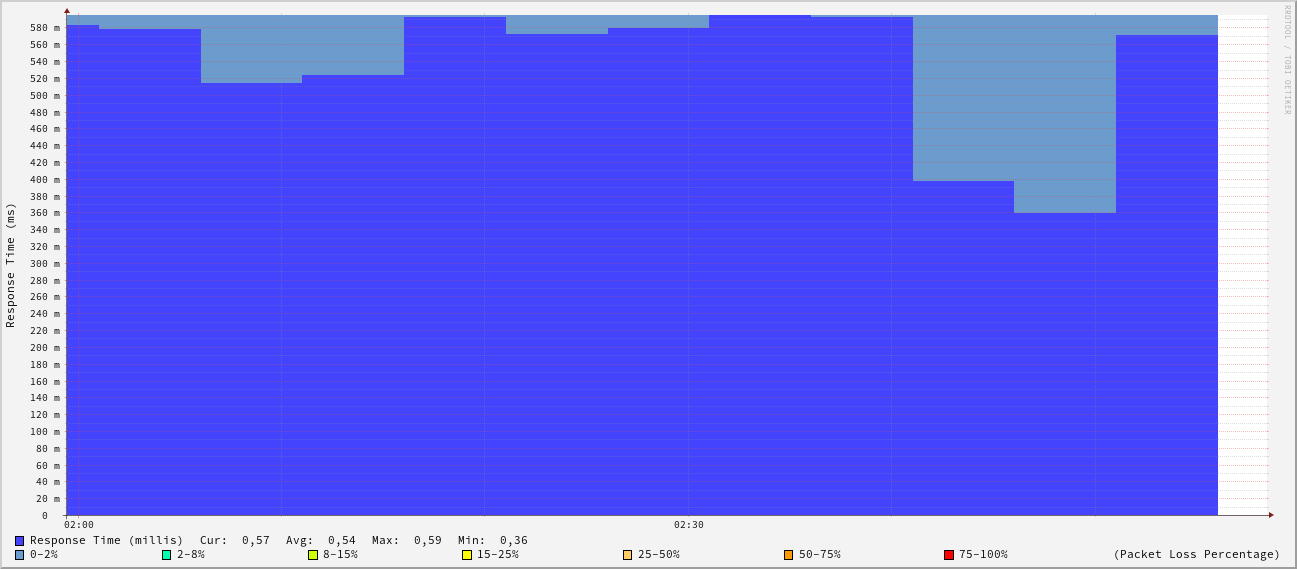 RRDTOOL / TOBI OETIKER
Response Time (ms)
580 m
560 m
540 m
520 m
500 m
480 m
460 m
440 m
420 m
400 m
380 m
360 m
340 m
320 m
300 m
280 m
260 m
240 m
220 m
200 m
180 m
160 m
140 m
120 m
100 m
80 m
60 m
40 m
20 m
0
02:00 02:30
Response Time (millis) Cur: 0,57 Avg: 0,54 Max: 0,59 Min: 0,36
0-2% 2-8% 8-15% 15-25% 25-50% 50-75% 75-100% (Packet Loss Percentage)